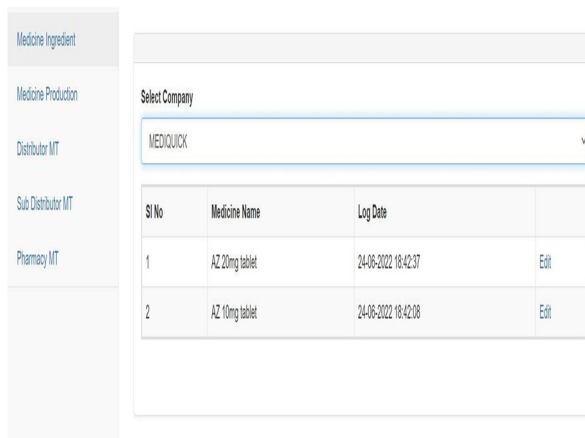 Medicine Ingredient
Medicine Production
Distributor MT
Sub Distributor MT
Pharmacy MT
Select Company
MEDIQUICK
Sl No Medicine Name Log Date
1 AZ 20mg tablet 24-06-2022 18:42:37 Edit
2 AZ 10mg tablet 24-06-2022 18:42:08 Edit